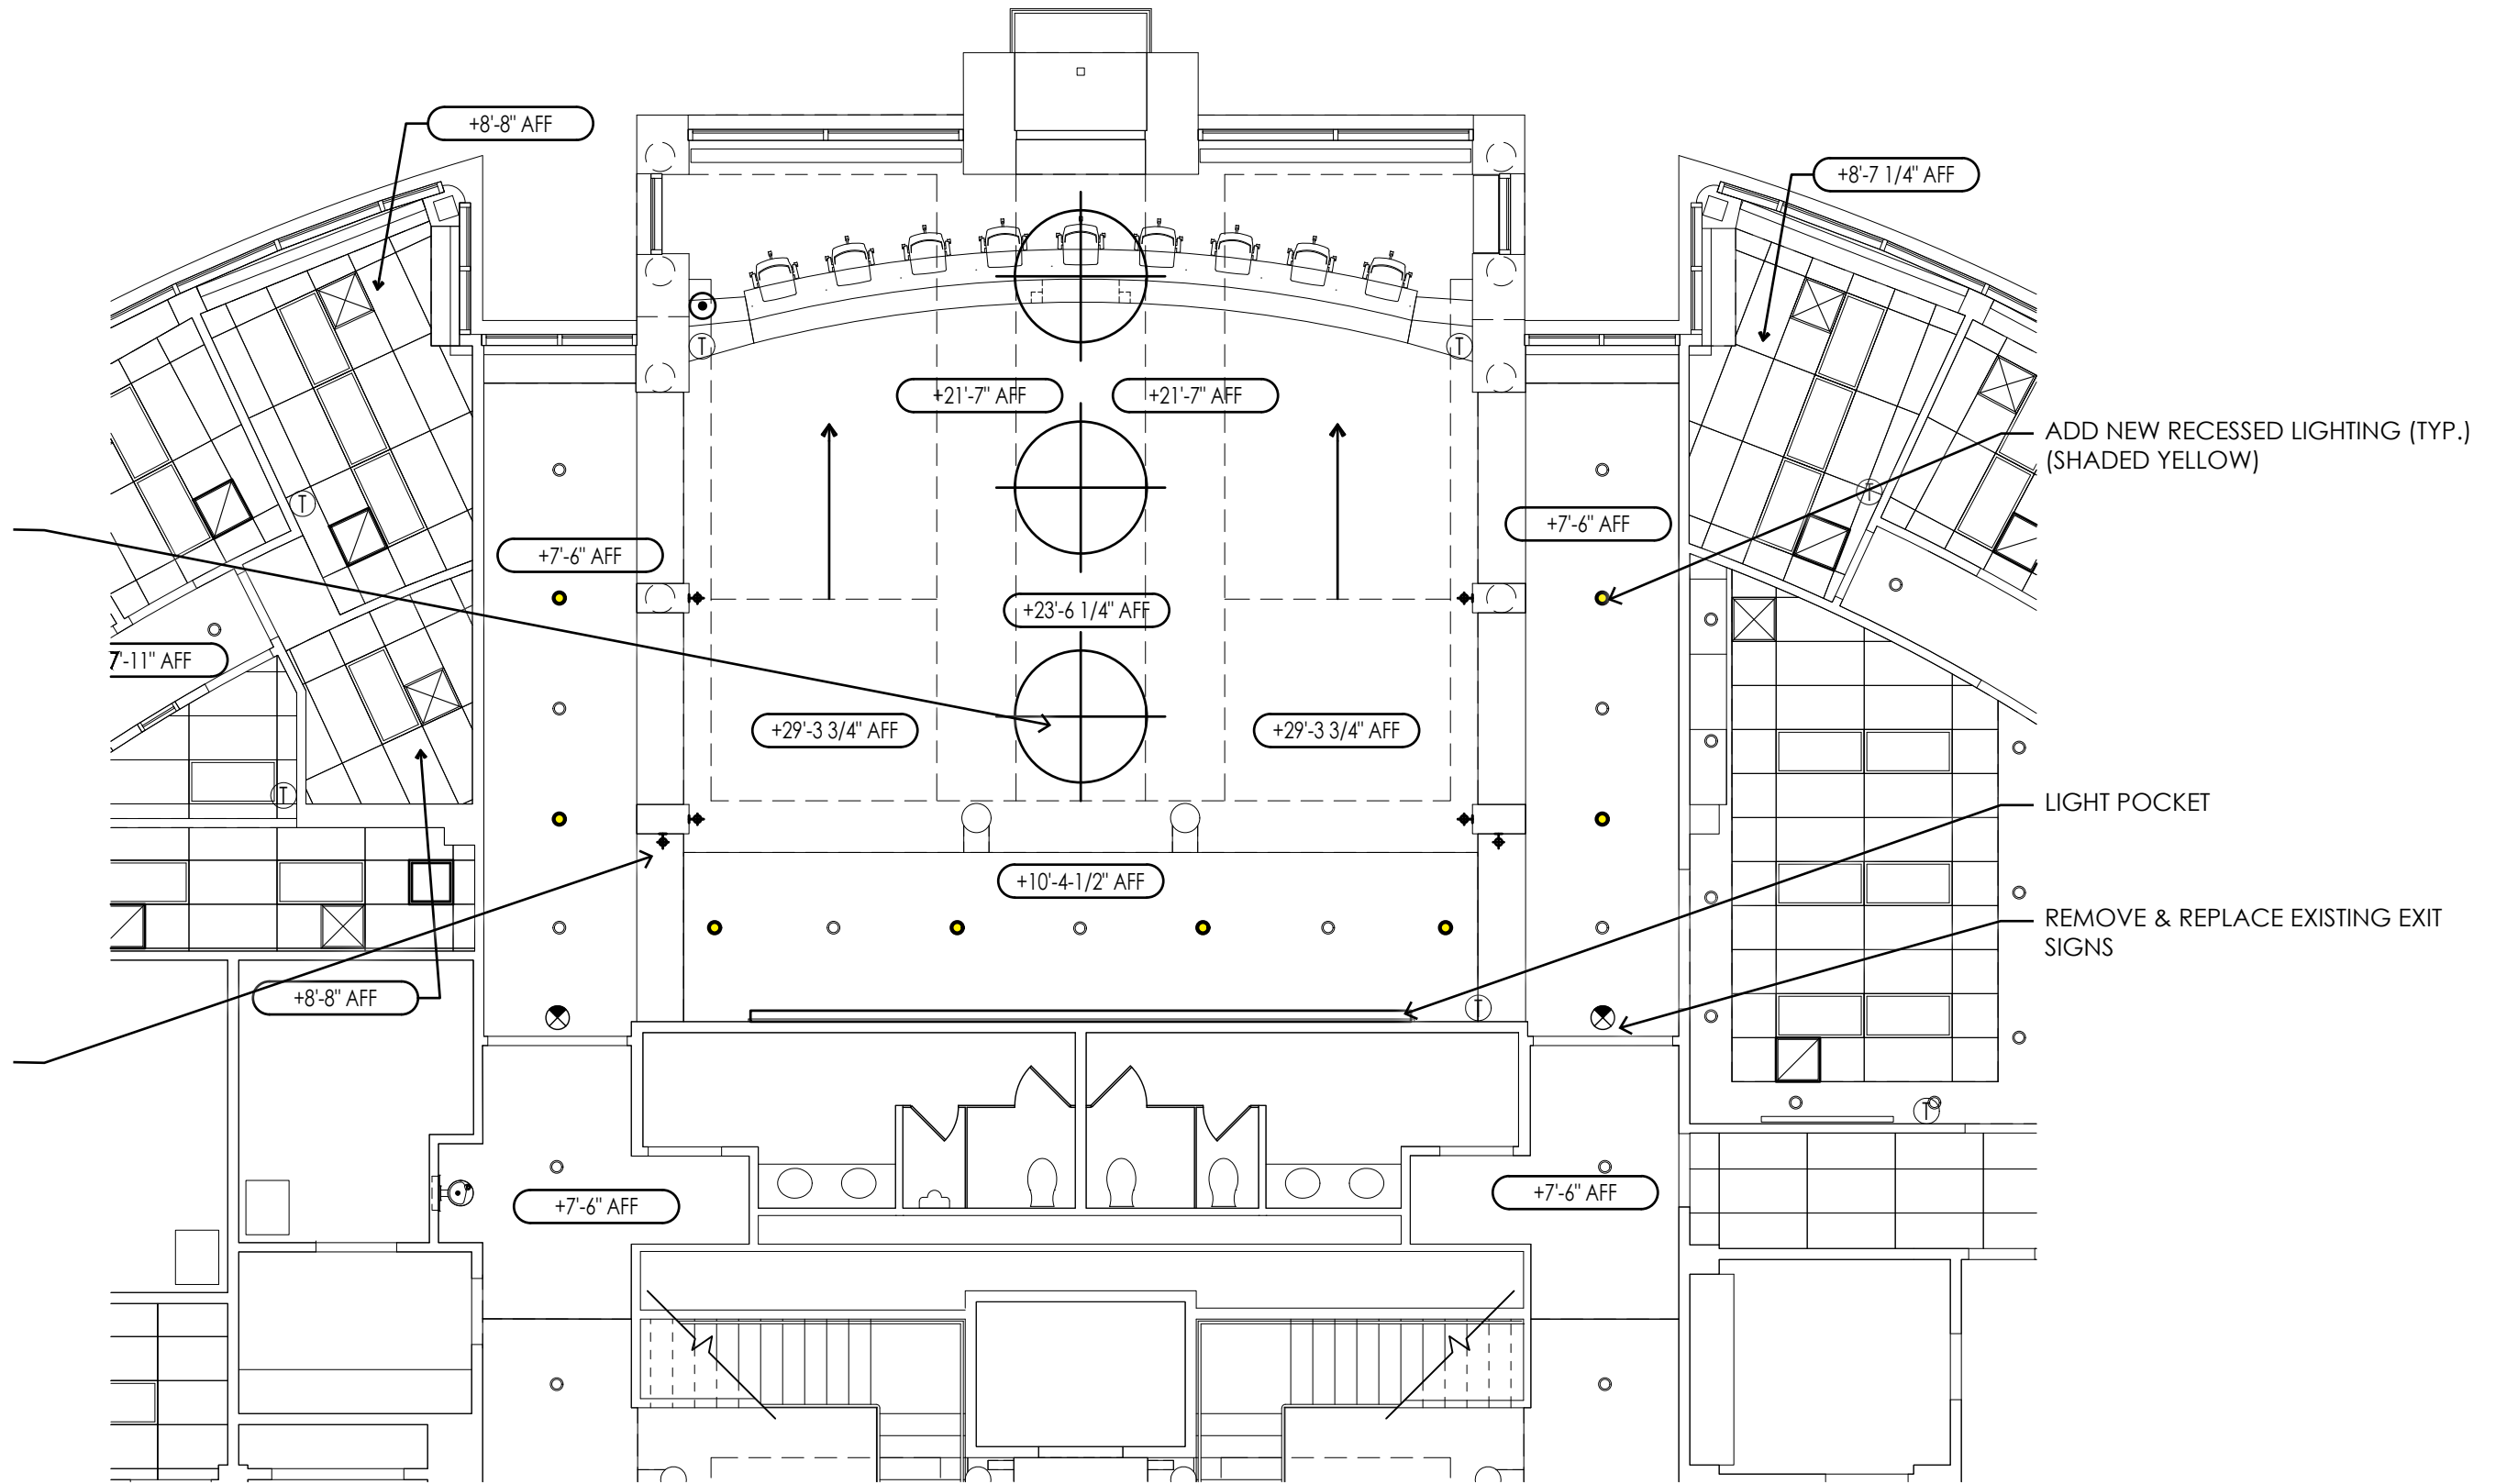 +8'-8" AFF
+8'-7 1/4" AFF
T
T
+21'-7" AFF
+21'-7" AFF
ADD NEW RECESSED LIGHTING (TYP.)
(SHADED YELLOW)
T
T
+7'-6" AFF
+7'-6" AFF
+23'-6 1/4" AFF
7'-11" AFF
+29'-3 3/4" AFF
+29'-3 3/4" AFF
T
LIGHT POCKET
+10'-4-1/2" AFF
REMOVE & REPLACE EXISTING EXIT
SIGNS
+8'-8" AFF
T
T
+7'-6" AFF
+7'-6" AFF